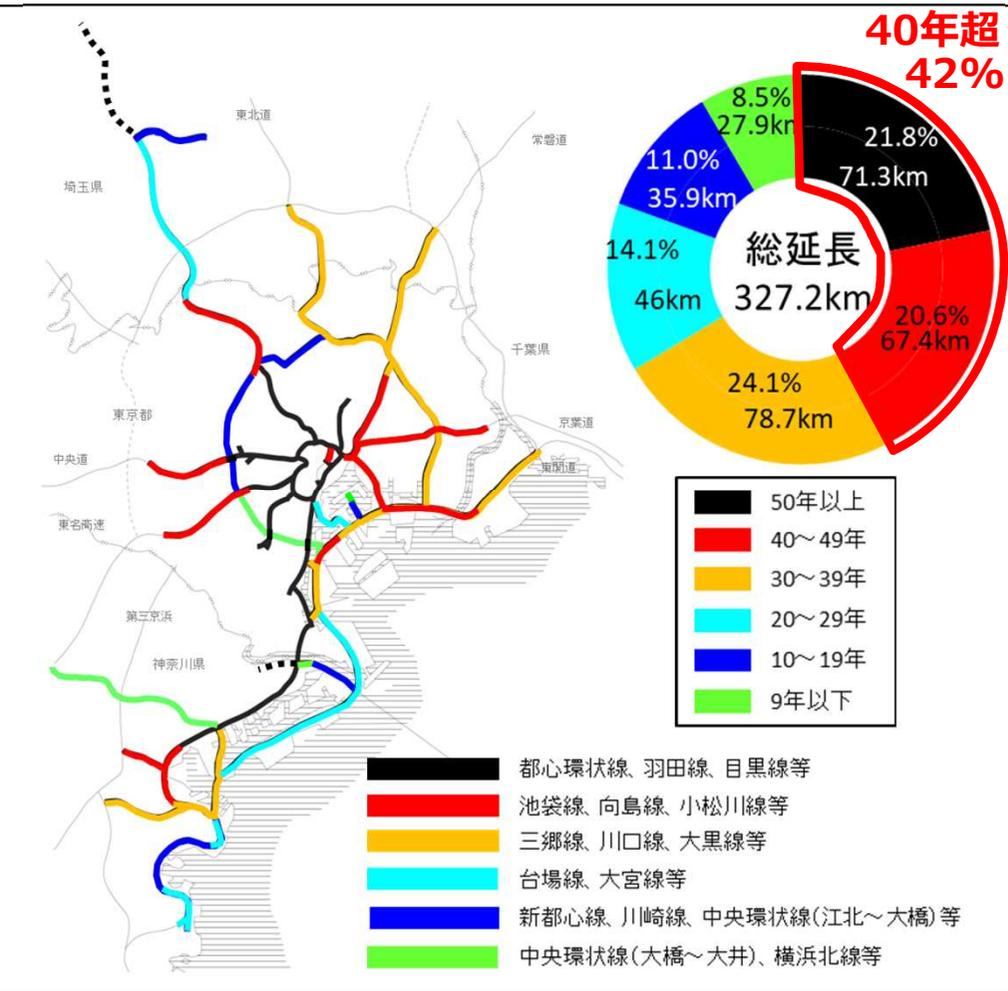 40年超
42%
8.5%
27.9km
21.8%
71.3km
11.0%
35.9km
14.1%
46km
総延長
327.2km
20.6%
67.4km
24.1%
78.7km
東北道
常磐道
埼玉県
千葉県
東京都
京葉道
中央道
東関道
東名高速
第三京浜
神奈川県
50年以上
40～49年
30～39年
20～29年
10～19年
9年以下
都心環状線、羽田線、目黒線等
池袋線、向島線、小松川線等
三郷線、川口線、大黒線等
台場線、大宮線等
新都心線、川崎線、中央環状線(江北～大橋)等
中央環状線(大橋～大井)、横浜北線等